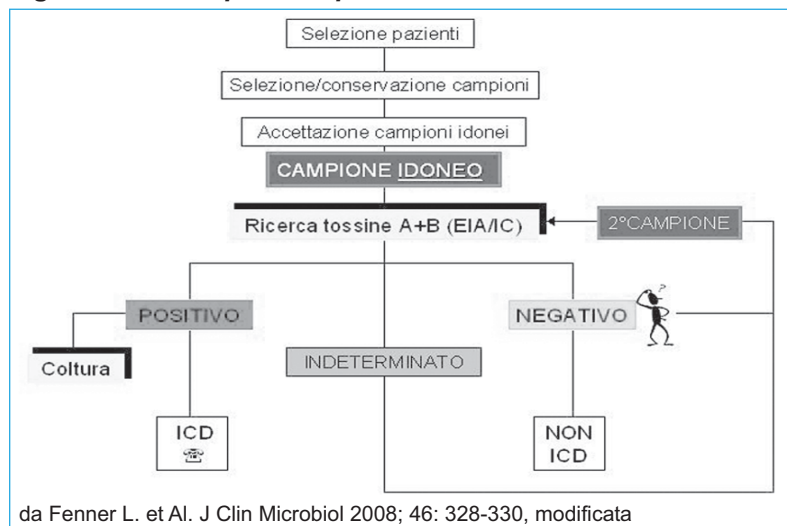 Selezione pazienti
Selezione/conservazione campioni
Accettazione campioni idonei
CAMPIONE IDONEO
Ricerca tossine A+B (EIA/IC)
2°CAMPIONE
POSITIVO
NEGATIVO
?
Coltura
INDETERMINATO
ICD
☏
NON
ICD
da Fenner L. et Al. J Clin Microbiol 2008; 46: 328-330, modificata